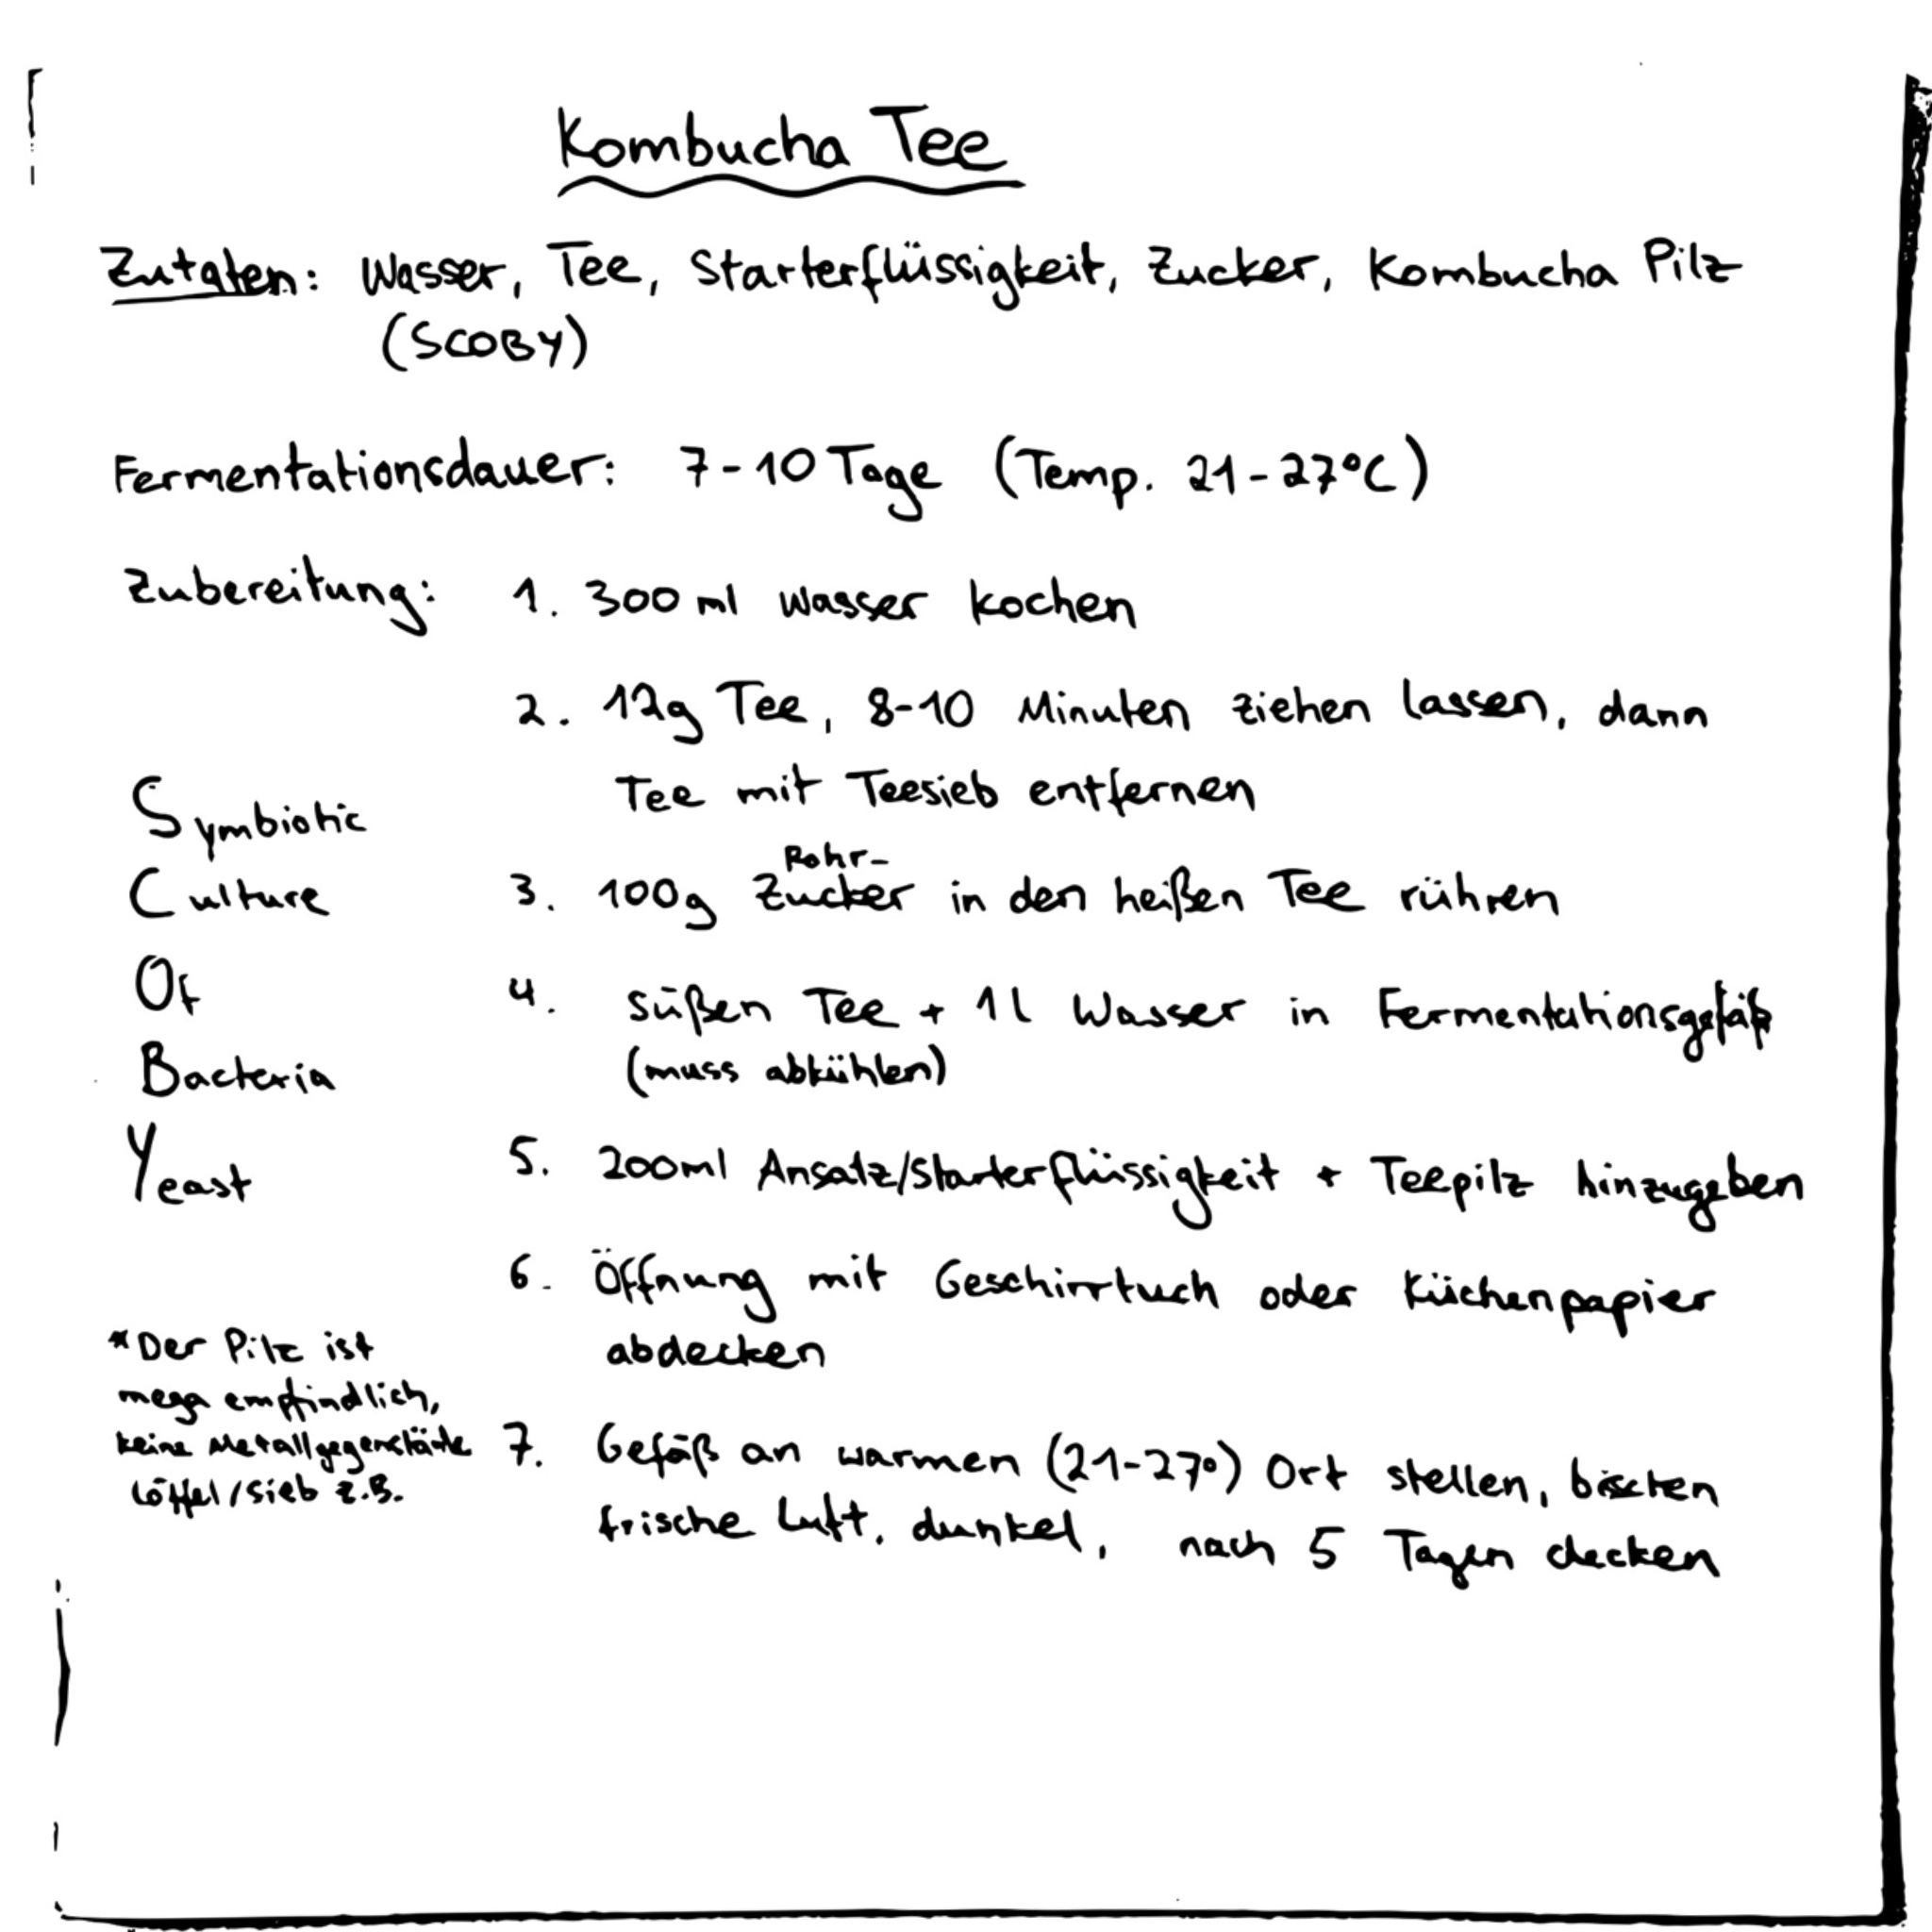 Kombucha Tee
Zutaten: Wasser, Tee, Starterflüssigkeit, Zucker, Kombucha Pilz
(SCOBY)
Fermentationsdauer: 7-10 Tage (Temp. 21-27°C)
Zubereitung: 1. 300 ml Wasser kochen
2. 12g Tee, 8-10 Minuten ziehen lassen, dann
Tee mit Teesieb entfernen
Rohr-
3. 100g Zucker in den heißen Tee rühren
4. süßen Tee + 1l Wasser in Fermentationsgefäß
(muss abkühlen)
5. 200ml Ansatz/Starterflüssigkeit + Teepilz hinzugeben
6. Öffnung mit Geschirrtuch oder Küchenpapier
abdecken
7. Gefäß an warmen (21-27°) Ort stellen, bisschen
frische Luft, dunkel, nach 5 Tagen checken
Symbiotic
Culture
Of
Bacteria
Yeast
*Der Pilz ist
mega empfindlich,
keine Metallgegenstände
Löffel/Sieb z.B.